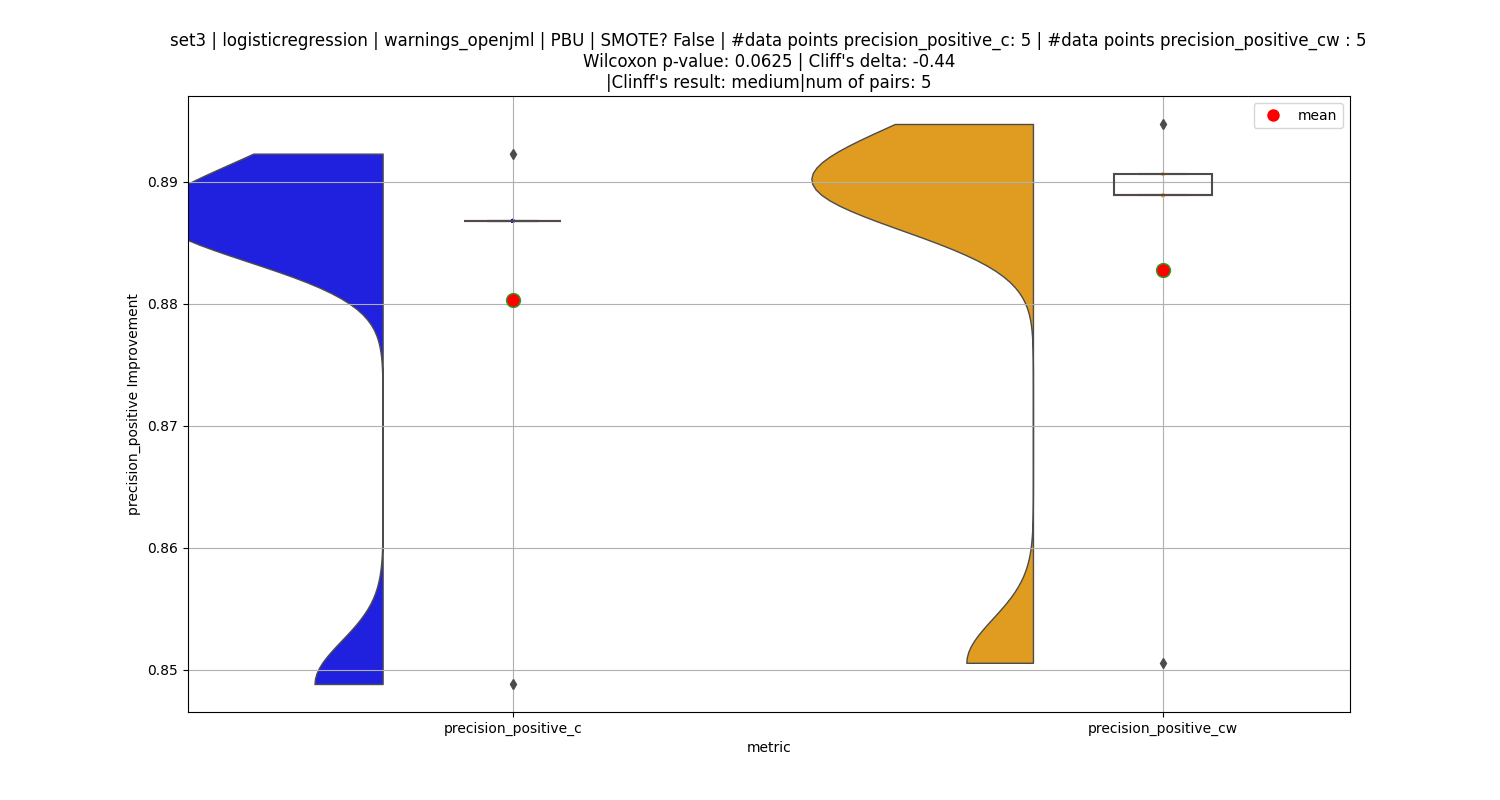 set3 | logisticregression | warnings_openjml | PBU | SMOTE? False | #data points precision_positive_c: 5 | #data points precision_positive_cw : 5
Wilcoxon p-value: 0.0625 | Cliff's delta: -0.44
|Clinff's result: medium|num of pairs: 5
mean
0.89
0.88
0.87
0.86
0.85
precision_positive Improvement
precision_positive_c
precision_positive_cw
metric